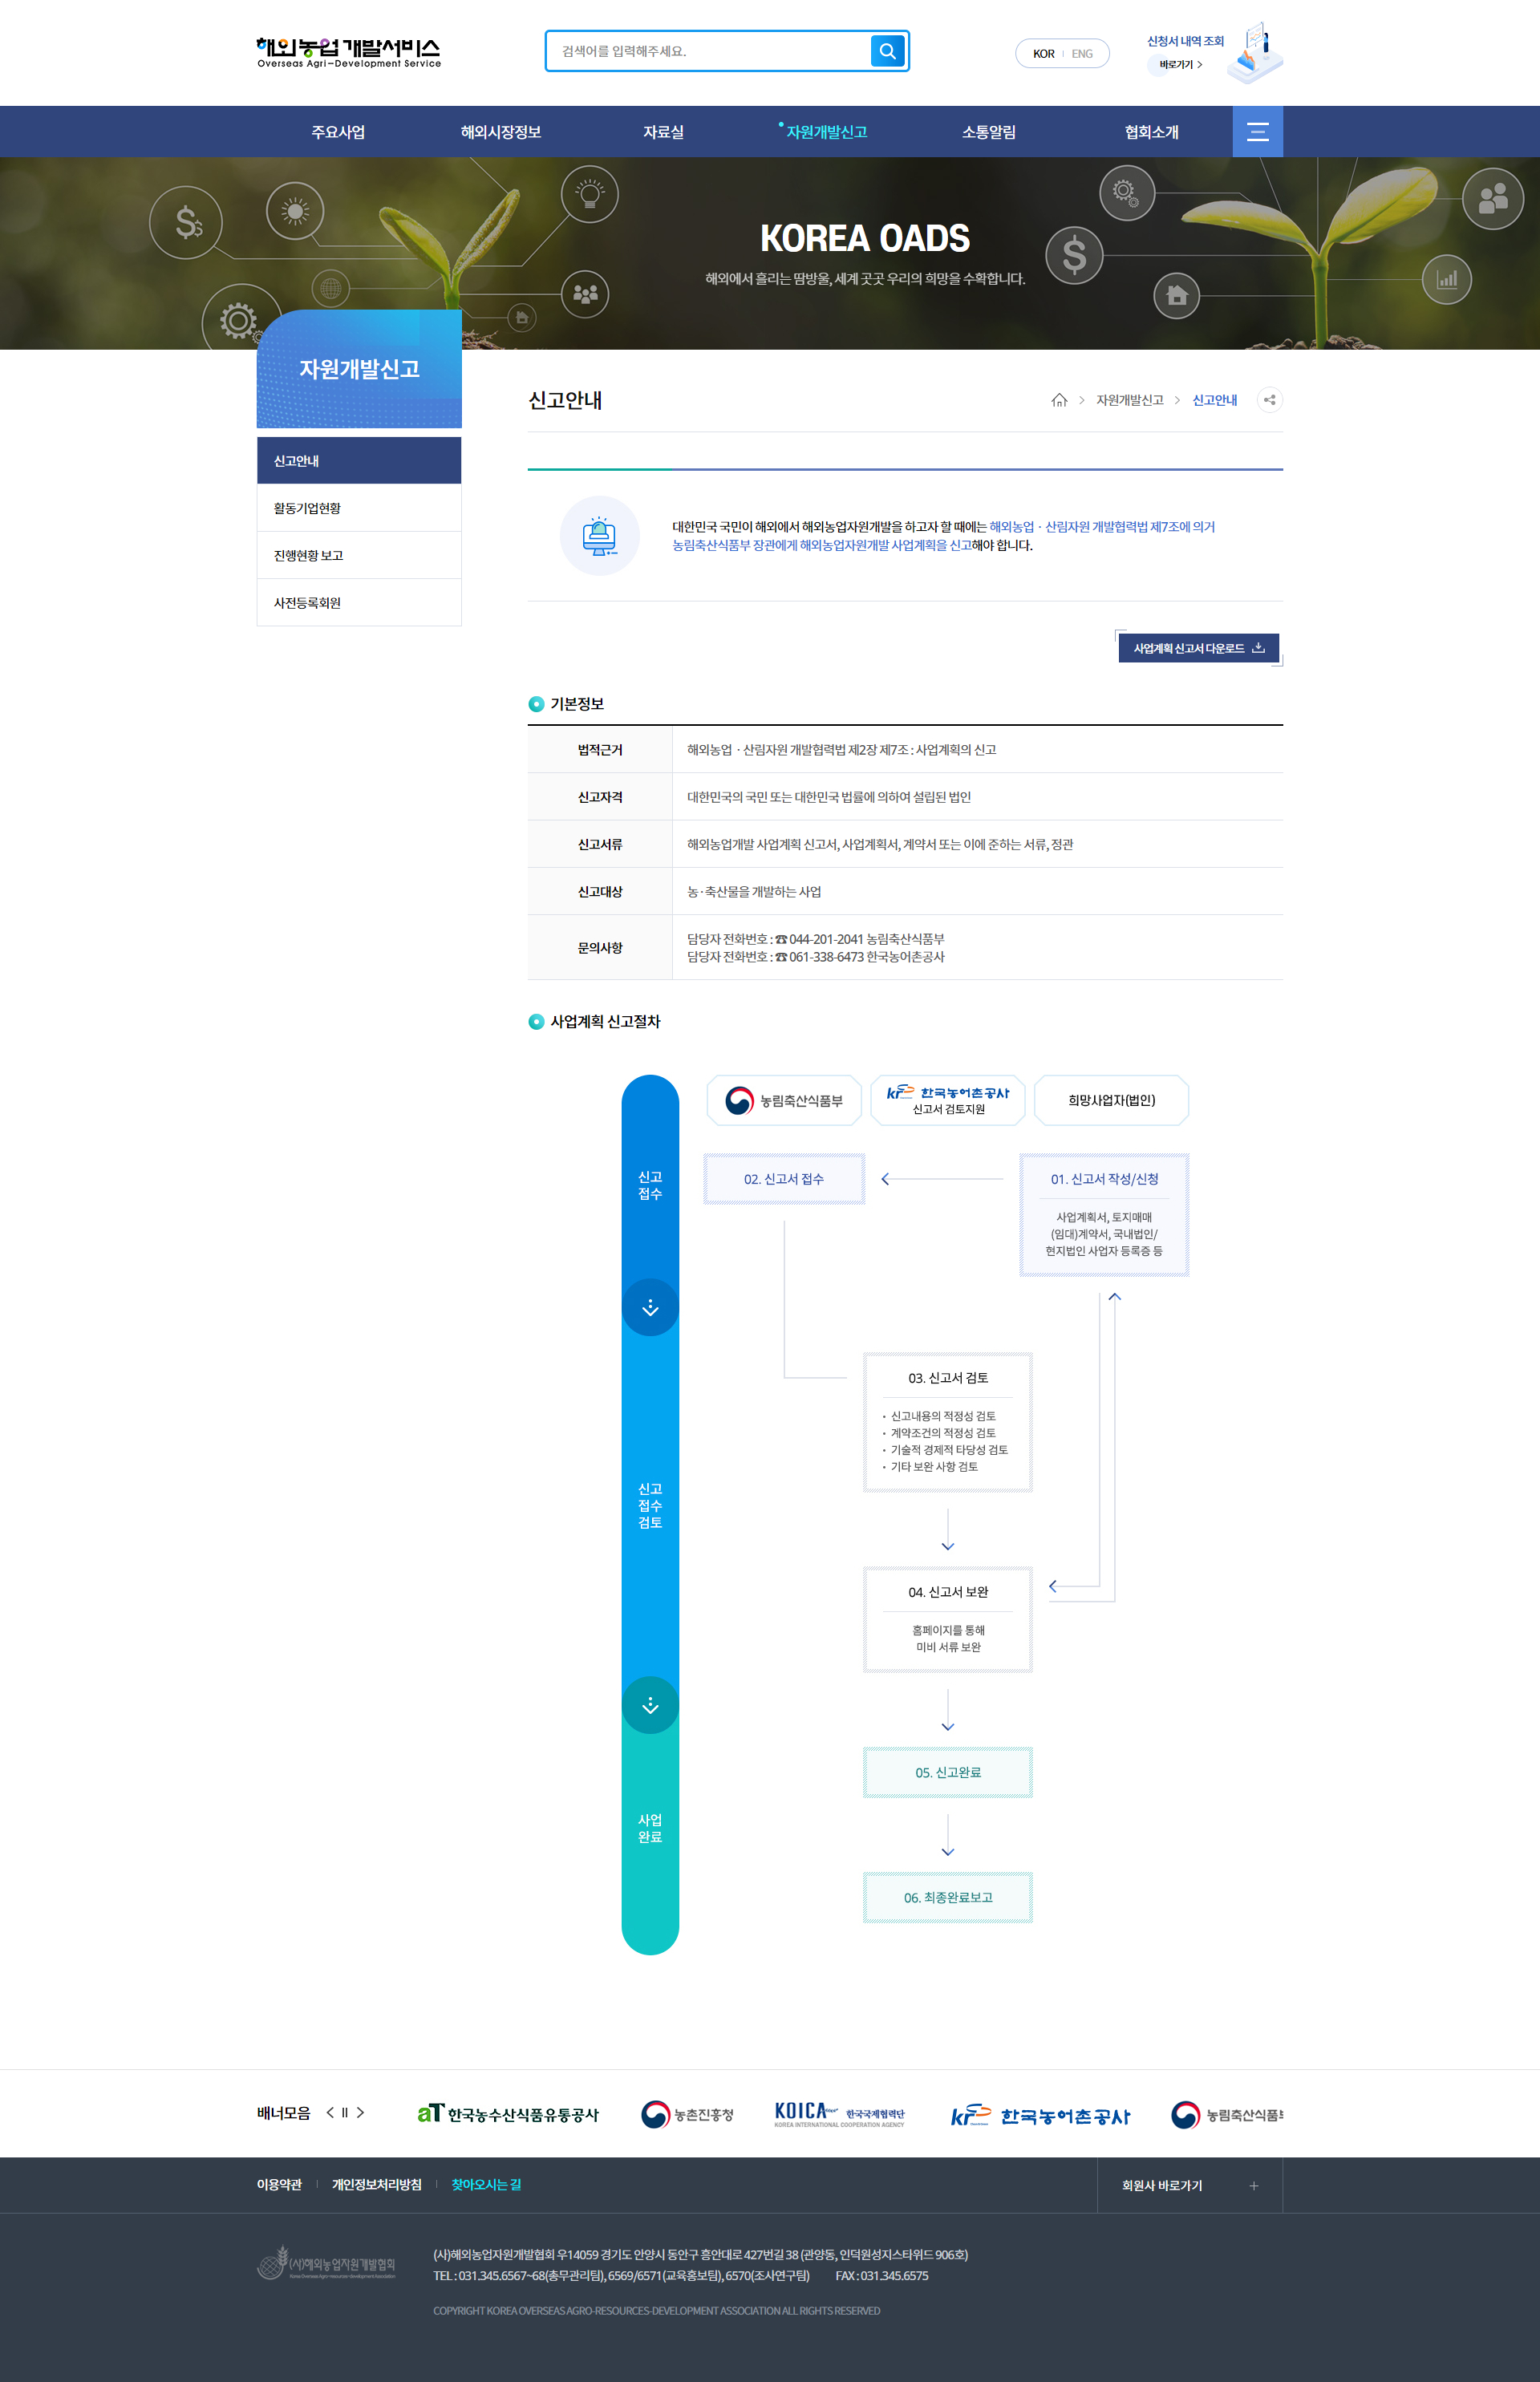 해외농업개발서비스
Overseas Agri-Development Service
검색어를 입력해주세요.
KOR
ENG
신청서 내역 조회
바로가기
주요사업
해외시장정보
자료실
자원개발신고
소통알림
협회소개
KOREA OADS
해외에서 흘리는 땀방울, 세계 곳곳 우리의 희망을 수확합니다.
자원개발신고
신고안내
활동기업현황
진행현황 보고
사전등록회원
신고안내
자원개발신고
신고안내
대한민국 국민이 해외에서 해외농업자원개발을 하고자 할 때에는 해외농업 · 산림자원 개발협력법 제7조에 의거
농림축산식품부 장관에게 해외농업자원개발 사업계획을 신고해야 합니다.
사업계획 신고서 다운로드
기본정보
법적근거
해외농업 · 산림자원 개발협력법 제2장 제7조 : 사업계획의 신고
신고자격
대한민국의 국민 또는 대한민국 법률에 의하여 설립된 법인
신고서류
해외농업개발 사업계획 신고서, 사업계획서, 계약서 또는 이에 준하는 서류, 정관
신고대상
농·축산물을 개발하는 사업
문의사항
담당자 전화번호 : ☎ 044-201-2041 농림축산식품부
담당자 전화번호 : ☎ 061-338-6473 한국농어촌공사
사업계획 신고절차
농림축산식품부
한국농어촌공사
신고서 검토지원
희망사업자(법인)
신고
접수
02. 신고서 접수
01. 신고서 작성/신청
사업계획서, 토지매매
(임대)계약서, 국내법인/
현지법인 사업자 등록증 등
03. 신고서 검토
• 신고내용의 적정성 검토
• 계약조건의 적정성 검토
• 기술적 경제적 타당성 검토
• 기타 보완 사항 검토
신고
접수
검토
04. 신고서 보완
홈페이지를 통해
미비 서류 보완
05. 신고완료
사업
완료
06. 최종완료보고
배너모음
aT 한국농수산식품유통공사
농촌진흥청
KOICA 한국국제협력단
KOREA INTERNATIONAL COOPERATION AGENCY
한국농어촌공사
농림축산식품부
이용약관
개인정보처리방침
찾아오시는 길
회원사 바로가기
(사)해외농업자원개발협회
(사)해외농업자원개발협회 우14059 경기도 안양시 동안구 흥안대로 427번길 38 (관양동, 인덕원성지스타위드 906호)
TEL : 031.345.6567~68(총무관리팀), 6569/6571(교육홍보팀), 6570(조사연구팀) FAX : 031.345.6575
COPYRIGHT KOREA OVERSEAS AGRO-RESOURCES-DEVELOPMENT ASSOCIATION ALL RIGHTS RESERVED